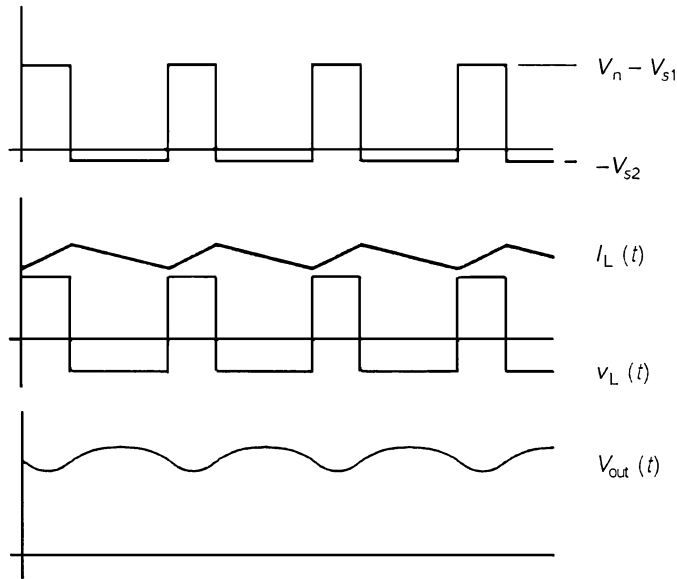 Vn – Vs1
–Vs2
IL (t)
vL (t)
Vout (t)